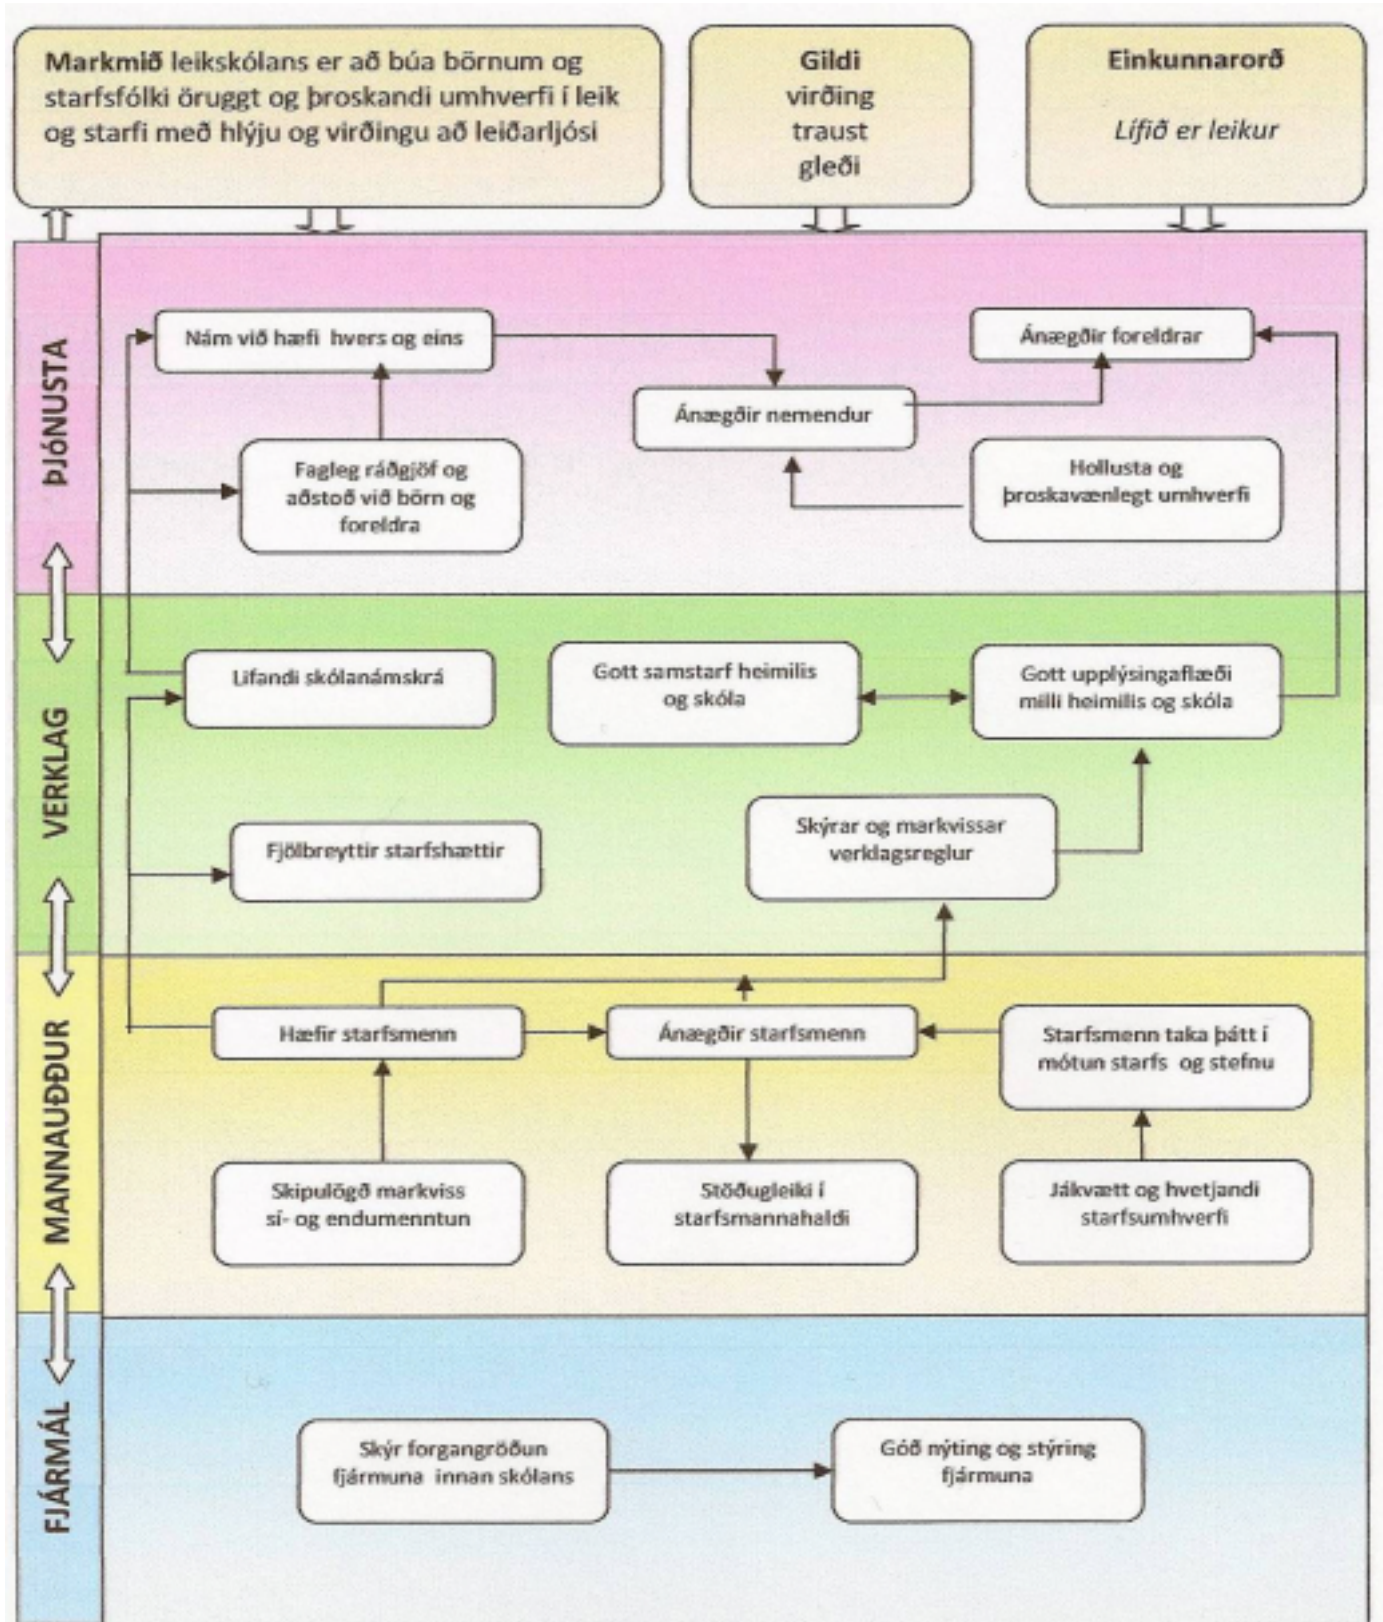 Markmið leikskólans er að búa börnum og
starfsfólki öruggt og þroskandi umhverfi í leik
og starfi með hlýju og virðingu að leiðarljósi
Gildi
virðing
traust
gleði
Einkunnarorð
Lífið er leikur
ÞJÓNUSTA
Nám við hæfi hvers og eins
Ánægðir foreldrar
Ánægðir nemendur
Fagleg ráðgjöf og
aðstoð við börn og
foreldra
Hollusta og
þroskavænlegt umhverfi
VERKLAG
Lifandi skólanámskrá
Gott samstarf heimilis
og skóla
Gott upplýsingaflæði
milli heimilis og skóla
Skýrar og markvissar
verklagsreglur
Fjölbreyttir starfshættir
MANNAUÐÐUR
Hæfir starfsmenn
Ánægðir starfsmenn
Starfsmenn taka þátt í
mótun starfs og stefnu
Skipulögð markviss
sí- og endumenntun
Stöðugleiki í
starfsmannahaldi
Jákvætt og hvetjandi
starfsumhverfi
FJÁRMÁL
Skýr forgangröðun
fjármuna innan skólans
Góð nýting og stýring
fjármuna